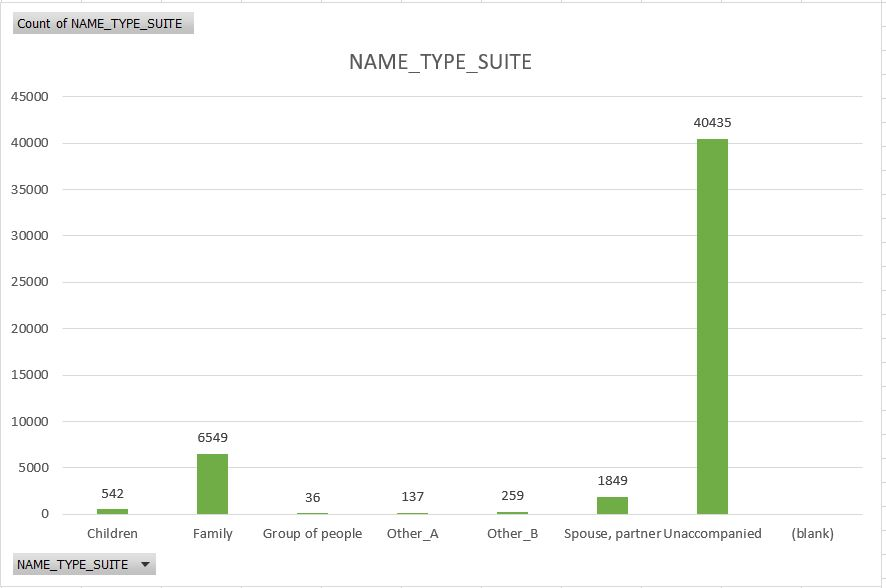 Count of NAME_TYPE_SUITE
NAME_TYPE_SUITE
45000
40000
35000
30000
25000
20000
15000
10000
5000
0
542
6549
36
137
259
1849
40435
Children
Family
Group of people
Other_A
Other_B
Spouse, partner
Unaccompanied
(blank)
NAME_TYPE_SUITE